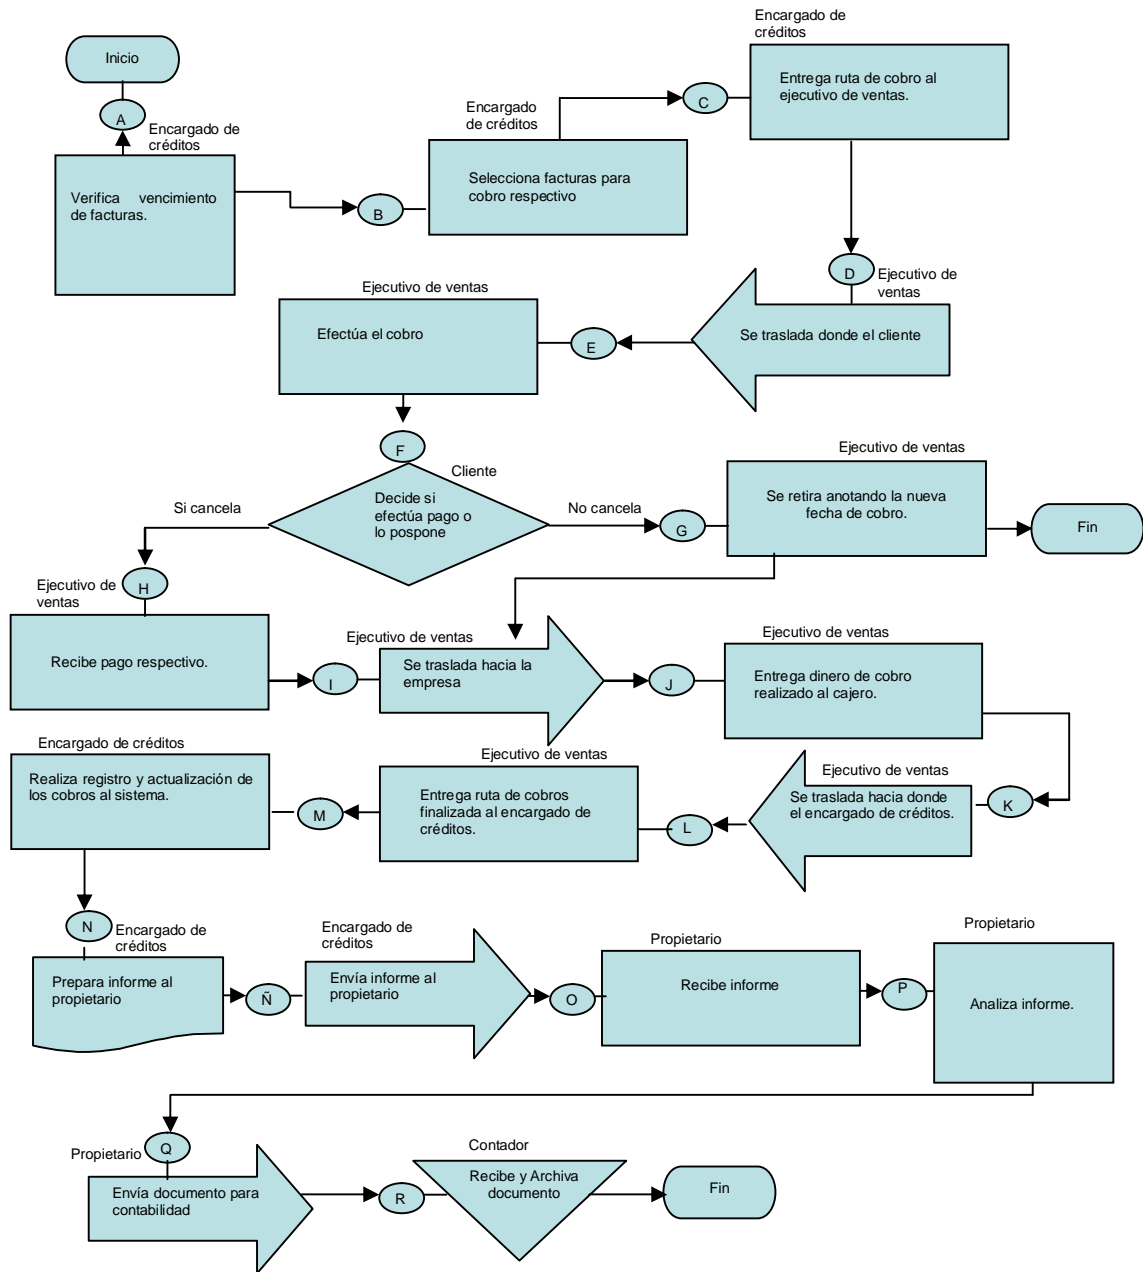 Inicio
A
Encargado de
créditos
Verifica vencimiento
de facturas.
B
Encargado
de créditos
Selecciona facturas para
cobro respectivo
C
Encargado de
créditos
Entrega ruta de cobro al
ejecutivo de ventas.
D
Ejecutivo de
ventas
Se traslada donde el cliente
E
Ejecutivo de ventas
Efectúa el cobro
F
Cliente
Decide si
efectúa pago o
lo pospone
Si cancela
No cancela
G
Ejecutivo de ventas
Se retira anotando la nueva
fecha de cobro.
Fin
H
Ejecutivo de
ventas
Recibe pago respectivo.
I
Ejecutivo de ventas
Se traslada hacia la
empresa
J
Ejecutivo de ventas
Entrega dinero de cobro
realizado al cajero.
K
Ejecutivo de ventas
Se traslada hacia donde
el encargado de créditos.
L
Ejecutivo de ventas
Entrega ruta de cobros
finalizada al encargado de
créditos.
M
Encargado de créditos
Realiza registro y actualización de
los cobros al sistema.
N
Encargado de
créditos
Prepara informe al
propietario
Ñ
Encargado de
créditos
Envía informe al
propietario
O
Propietario
Recibe informe
P
Propietario
Analiza informe.
Q
Propietario
Envía documento para
contabilidad
R
Contador
Recibe y Archiva
documento
Fin